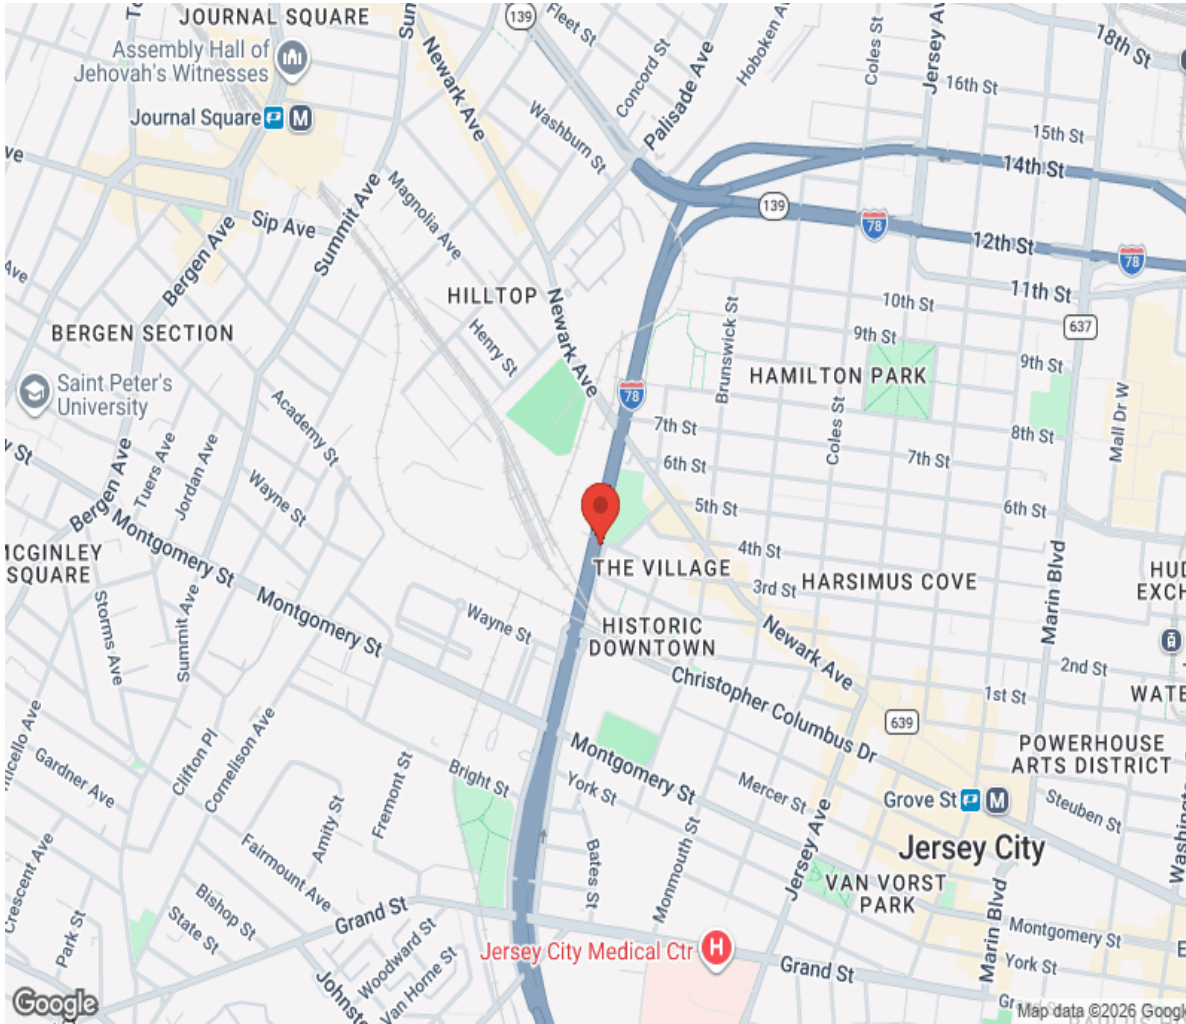 JOURNAL SQUARE
Assembly Hall of
Jehovah's Witnesses
Journal Square
M
139
Fleet St
Concord St
Palisade Ave
Hoboken
Coles St
Jersey
18th St
16th St
15th St
14th St
Newark Ave
Washburn St
Magnolia Ave
Summit Ave
Sip Ave
Bergen Ave
139
78
12th St
78
11th St
637
10th St
9th St
9th St
HILLTOP
Newark Ave
Henry St
BERGEN SECTION
Saint Peter's
University
Academy St
Brunswick St
HAMILTON PARK
78
7th St
Coles St
8th St
7th St
Mall Dr W
6th St
5th St
6th St
Tuers Ave
Jordan Ave
Bergen Ave
Wayne St
Montgomery St
MCGINLEY
SQUARE
Storms Ave
Summit Ave
Montgomery St
Wayne St
THE VILLAGE
4th St
3rd St
HARSIMUS COVE
Marin Blvd
HISTORIC
DOWNTOWN
Newark Ave
2nd St
1st St
Christopher Columbus Dr
639
POWERHOUSE
ARTS DISTRICT
Gardner Ave
Clifton Pl
Cornelison Ave
Fremont St
Bright St
Montgomery St
York St
Mercer St
Grove St
M
Steuben St
Jersey City
Amity St
Fairmount Ave
Bates St
Monmouth St
Jersey Ave
VAN VORST
PARK
Crescent Ave
Park St
Bishop St
State St
Grand St
Woodward St
Van Horne St
Jersey City Medical Ctr
H
Grand St
Marin Blvd
Montgomery St
York St
Google
Map data ©2026 Google